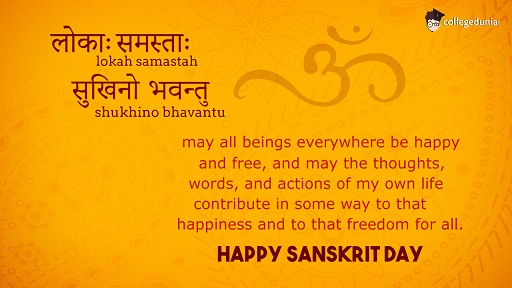 collegedunia
लोकाः समस्ताः
lokah samastah
सुखिनो भवन्तु
shukhino bhavantu
ॐ
may all beings everywhere be happy
and free, and may the thoughts,
words, and actions of my own life
contribute in some way to that
happiness and to that freedom for all.
HAPPY SANSKRIT DAY